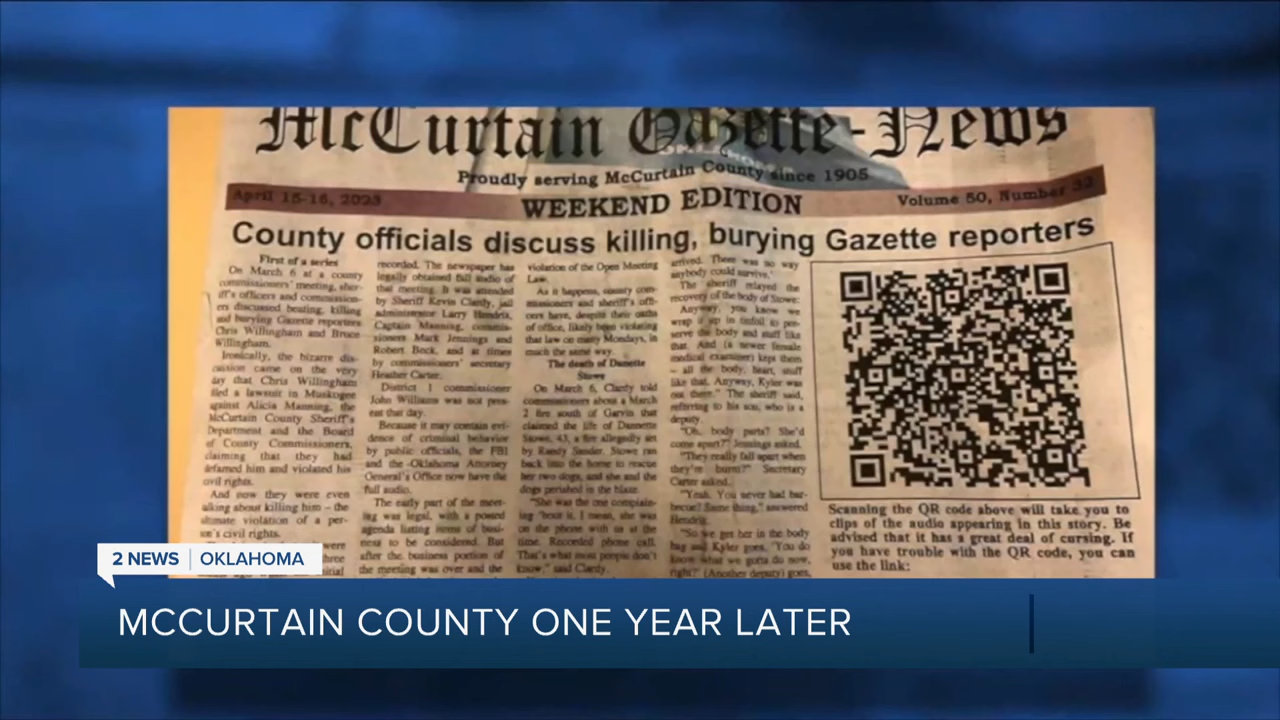 McCurtain Gazette-News
Proudly serving McCurtain County since 1905
April 15-16, 2023
WEEKEND EDITION
Volume 50, Number 32
County officials discuss killing, burying Gazette reporters
First of a series
On March 6 at a county
commissioners' meeting, sher-
iff's officers and commission-
ers discussed beating, killing
and burying Gazette reporters
Chris Willingham and Bruce
Willingham.
Ironically, the bizarre dis-
cussion came on the very
day that Chris Willingham
filed a lawsuit in Muskogee
against Alicia Manning, the
McCurtain County Sheriff's
Department and the Board
of County Commissioners,
claiming that they had
defamed him and violated his
civil rights.
And now they were even
talking about killing him – the
ultimate violation of a per-
son's civil rights.
were
three
recorded. The newspaper has
legally obtained full audio of
that meeting. It was attended
by Sheriff Kevin Clardy, jail
administrator Larry Hendrix,
Captain Manning, commis-
sioners Mark Jennings and
Robert Beck, and at times
by commissioners' secretary
Heather Carter.
District 1 commissioner
John Williams was not pres-
ent that day.
Because it may contain evi-
dence of criminal behavior
by public officials, the FBI
and the Oklahoma Attorney
General's Office now have the
full audio.
The early part of the meet-
ing was legal, with a posted
agenda listing items of busi-
ness to be considered. But
after the business portion of
the meeting was over and the
violation of the Open Meeting
Law.
As it happens, county com-
missioners and sheriff's offi-
cers have, despite their oaths
of office, likely been violating
that law on many Mondays, in
much the same way.
The death of Danette
Stowe
On March 6, Clardy told
commissioners about a March
2 fire south of Garvin that
claimed the life of Dannette
Stowe, 43, a fire allegedly set
by Randy Sander. Stowe ran
back into the home to rescue
her two dogs, and she and the
dogs perished in the blaze.
"She was the one complain-
ing 'bout it. I mean, she was
on the phone with us at the
time. Recorded phone call.
That's what most people don't
know," said Clardy.
arrived. There was no way
anybody could survive."
The sheriff relayed the
recovery of the body of Stowe:
Anyway, you know we
wrap it up in tinfoil to pre-
serve the body and stuff like
that. And (a newer female
medical examiner) kept them
– all the body, heart, stuff
like that. Anyway, Kyler was
out there." The sheriff said,
referring to his son, who is a
deputy.
"Oh, body parts? She'd
come apart?" Jennings asked.
"They really fall apart when
they're burnt?" Secretary
Carter asked.
"Yeah. You never had bar-
becue? Same thing," answered
Hendrix.
"So we get her in the body
bag and Kyler goes, 'You do
know what we gotta do now,
right?' (Another deputy) goes,
Scanning the QR code above will take you to
clips of the audio appearing in this story. Be
advised that it has a great deal of cursing. If
you have trouble with the QR code, you can
use the link:
2 NEWS | OKLAHOMA
MCCURTAIN COUNTY ONE YEAR LATER